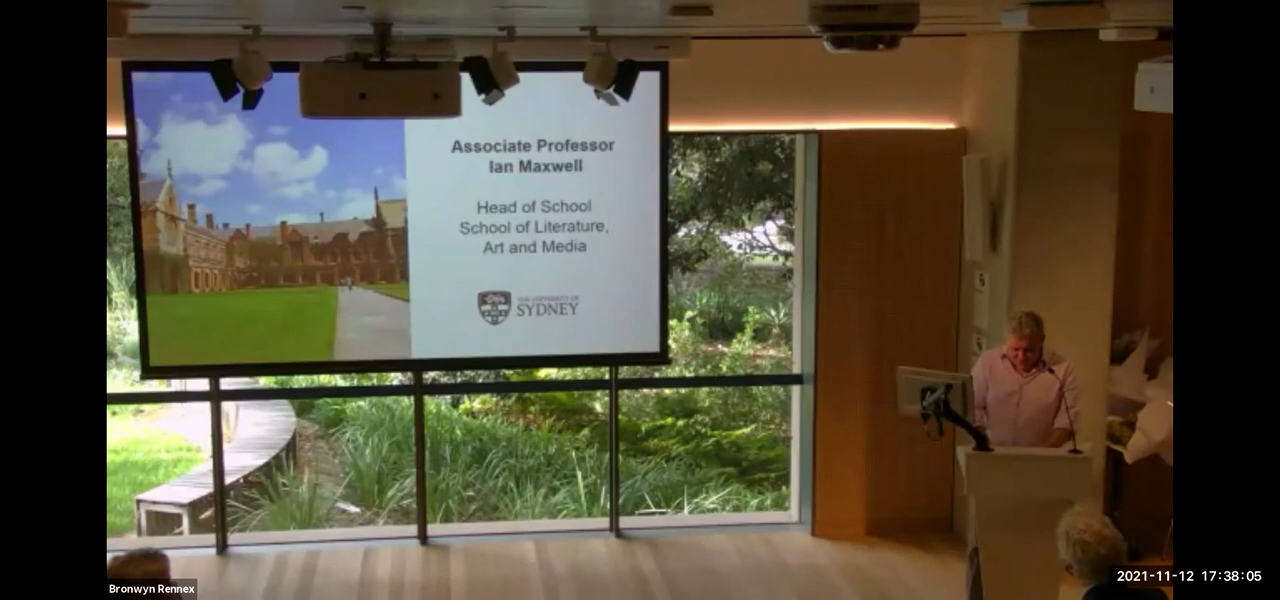 Associate Professor
Ian Maxwell
Head of School
School of Literature,
Art and Media
THE UNIVERSITY OF
SYDNEY
Bronwyn Rennex
2021-11-12 17:38:05